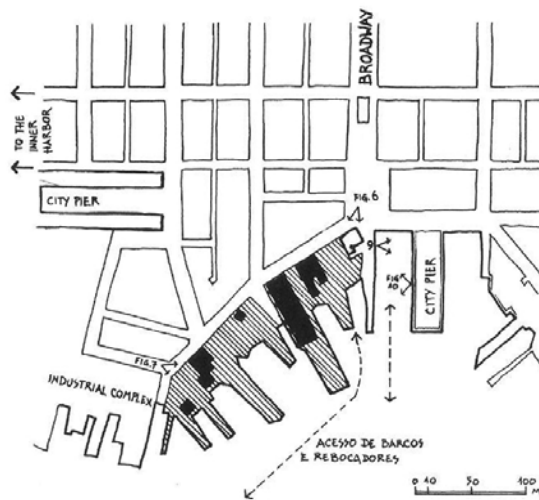 BROADWAY
TO THE
INNER
HARBOR
CITY PIER
FIG.6
9
FIG.
10
CITY PIER
FIG.7
INDUSTRIAL COMPLEX
ACESSO DE BARCOS
E REBOCADORES
0 10 50 100
M